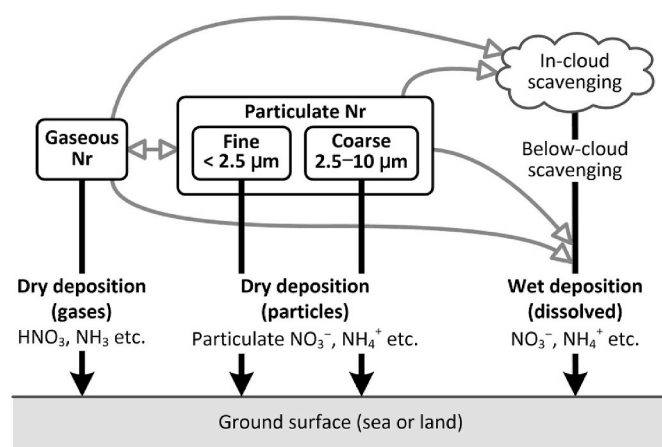 In-cloud
scavenging
Particulate Nr
Gaseous
Nr
Fine
< 2.5 µm
Coarse
2.5–10 µm
Below-cloud
scavenging
Dry deposition
(gases)
HNO₃, NH₃ etc.
Dry deposition
(particles)
Particulate NO₃⁻, NH₄⁺ etc.
Wet deposition
(dissolved)
NO₃⁻, NH₄⁺ etc.
Ground surface (sea or land)